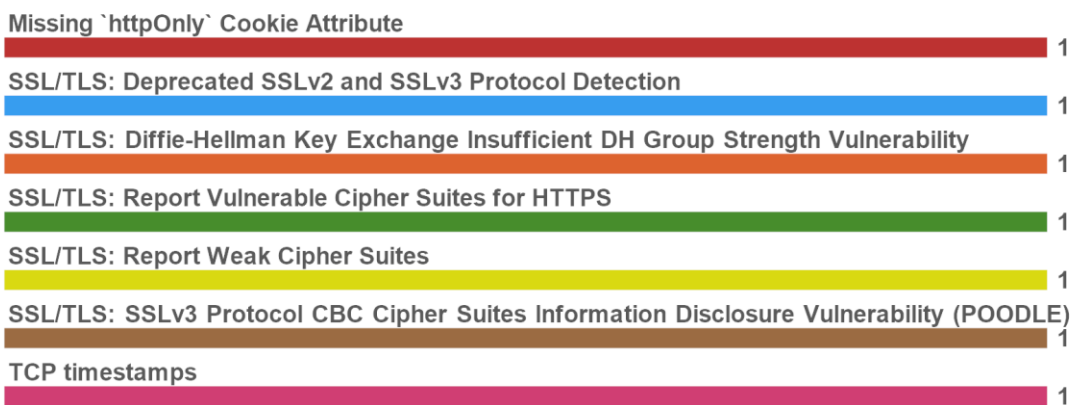 Missing `httpOnly` Cookie Attribute
1
SSL/TLS: Deprecated SSLv2 and SSLv3 Protocol Detection
1
SSL/TLS: Diffie-Hellman Key Exchange Insufficient DH Group Strength Vulnerability
1
SSL/TLS: Report Vulnerable Cipher Suites for HTTPS
1
SSL/TLS: Report Weak Cipher Suites
1
SSL/TLS: SSLv3 Protocol CBC Cipher Suites Information Disclosure Vulnerability (POODLE)
1
TCP timestamps
1